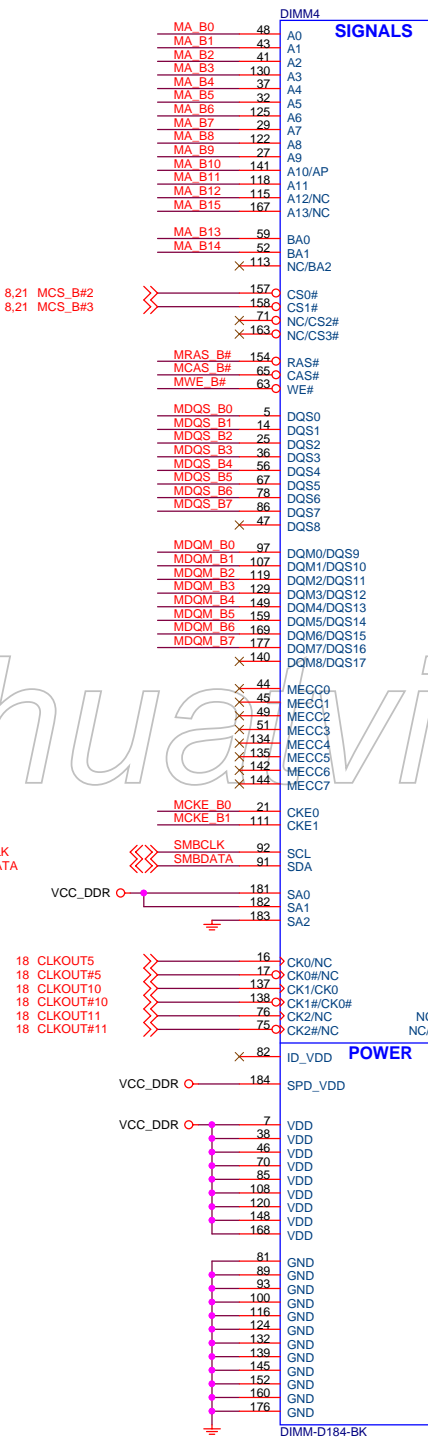 DIMM4
SIGNALS
MA_B0 48 A0
MA_B1 43 A1
MA_B2 41 A2
MA_B3 130 A3
MA_B4 37 A4
MA_B5 32 A5
MA_B6 125 A6
MA_B7 29 A7
MA_B8 122 A8
MA_B9 27 A9
MA_B10 141 A10/AP
MA_B11 118 A11
MA_B12 115 A12/NC
MA_B15 167 A13/NC
MA_B13 59 BA0
MA_B14 52 BA1
113 NC/BA2
8,21 MCS_B#2 157 CS0#
8,21 MCS_B#3 158 CS1#
71 NC/CS2#
163 NC/CS3#
MRAS_B# 154 RAS#
MCAS_B# 65 CAS#
MWE_B# 63 WE#
MDQS_B0 5 DQS0
MDQS_B1 14 DQS1
MDQS_B2 25 DQS2
MDQS_B3 36 DQS3
MDQS_B4 56 DQS4
MDQS_B5 67 DQS5
MDQS_B6 78 DQS6
MDQS_B7 86 DQS7
47 DQS8
MDQM_B0 97 DQM0/DQS9
MDQM_B1 107 DQM1/DQS10
MDQM_B2 119 DQM2/DQS11
MDQM_B3 129 DQM3/DQS12
MDQM_B4 149 DQM4/DQS13
MDQM_B5 159 DQM5/DQS14
MDQM_B6 169 DQM6/DQS15
MDQM_B7 177 DQM7/DQS16
140 DQM8/DQS17
44 MECC0
45 MECC1
49 MECC2
51 MECC3
134 MECC4
135 MECC5
142 MECC6
144 MECC7
MCKE_B0 21 CKE0
MCKE_B1 111 CKE1
LK SMBCLK 92 SCL
ATA SMBDATA 91 SDA
VCC_DDR 181 SA0
182 SA1
183 SA2
18 CLKOUT5 16 CK0/NC
18 CLKOUT#5 17 CK0#/NC
18 CLKOUT10 137 CK1/CK0
18 CLKOUT#10 138 CK1#/CK0#
18 CLKOUT11 76 CK2/NC NC
18 CLKOUT#11 75 CK2#/NC NC/
82 ID_VDD POWER
VCC_DDR 184 SPD_VDD
VCC_DDR 7 VDD
38 VDD
46 VDD
70 VDD
85 VDD
108 VDD
120 VDD
148 VDD
168 VDD
81 GND
89 GND
93 GND
100 GND
116 GND
124 GND
132 GND
139 GND
145 GND
152 GND
160 GND
176 GND
DIMM-D184-BK